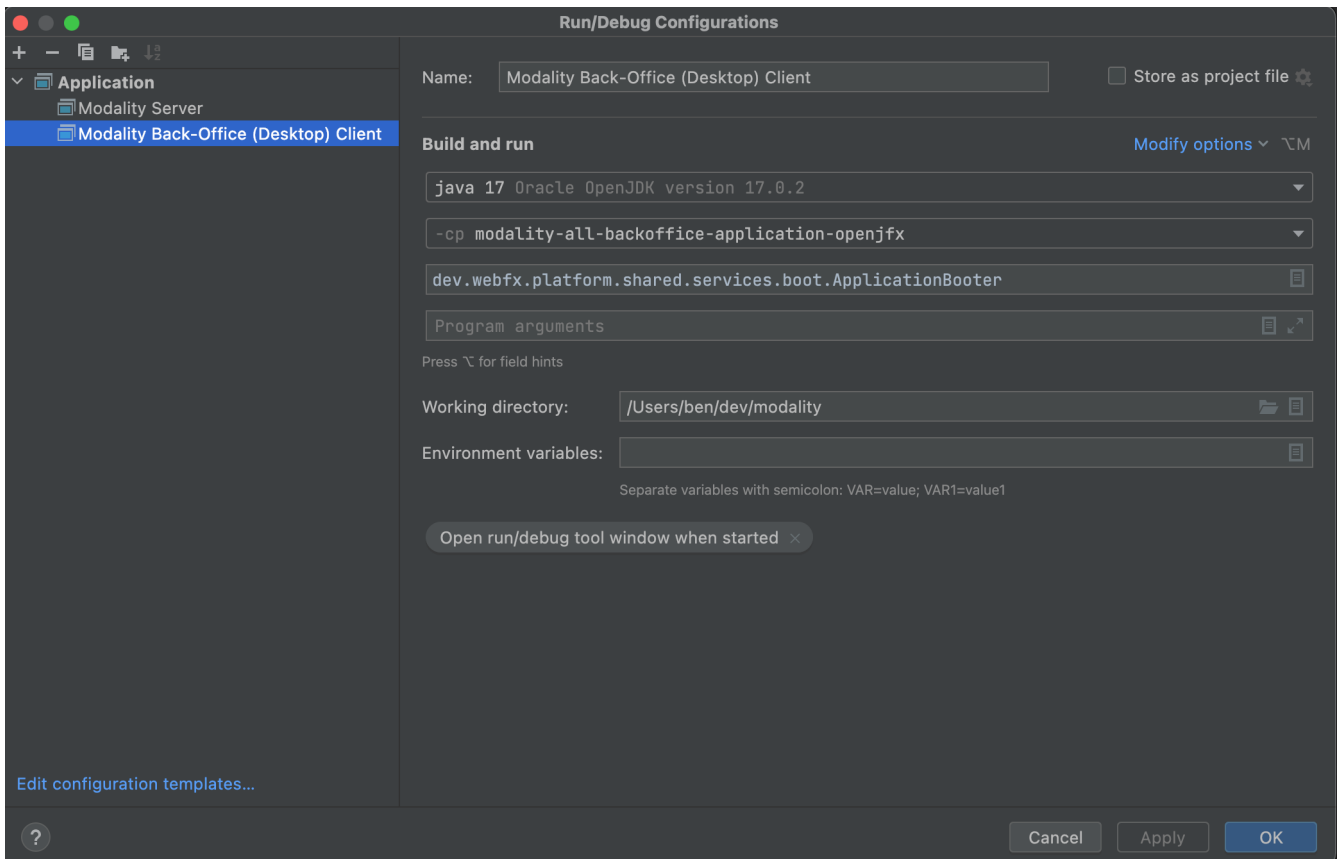 Run/Debug Configurations
Application
Modality Server
Modality Back-Office (Desktop) Client
Edit configuration templates...
?
Name: Modality Back-Office (Desktop) Client Store as project file
Build and run Modify options ⌥M
java 17 Oracle OpenJDK version 17.0.2
-cp modality-all-backoffice-application-openjfx
dev.webfx.platform.shared.services.boot.ApplicationBooter
Program arguments
Press ⌥ for field hints
Working directory: /Users/ben/dev/modality
Environment variables:
Separate variables with semicolon: VAR=value; VAR1=value1
Open run/debug tool window when started ×
Cancel Apply OK